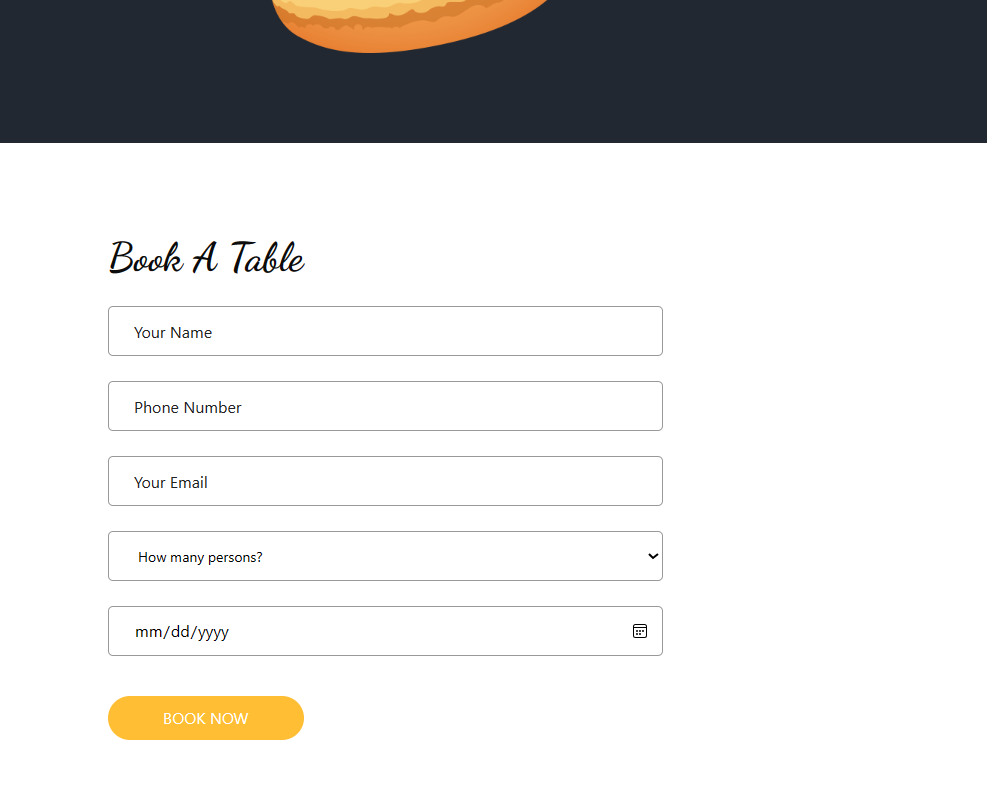 Book A Table
Your Name
Phone Number
Your Email
How many persons?
mm/dd/yyyy
BOOK NOW